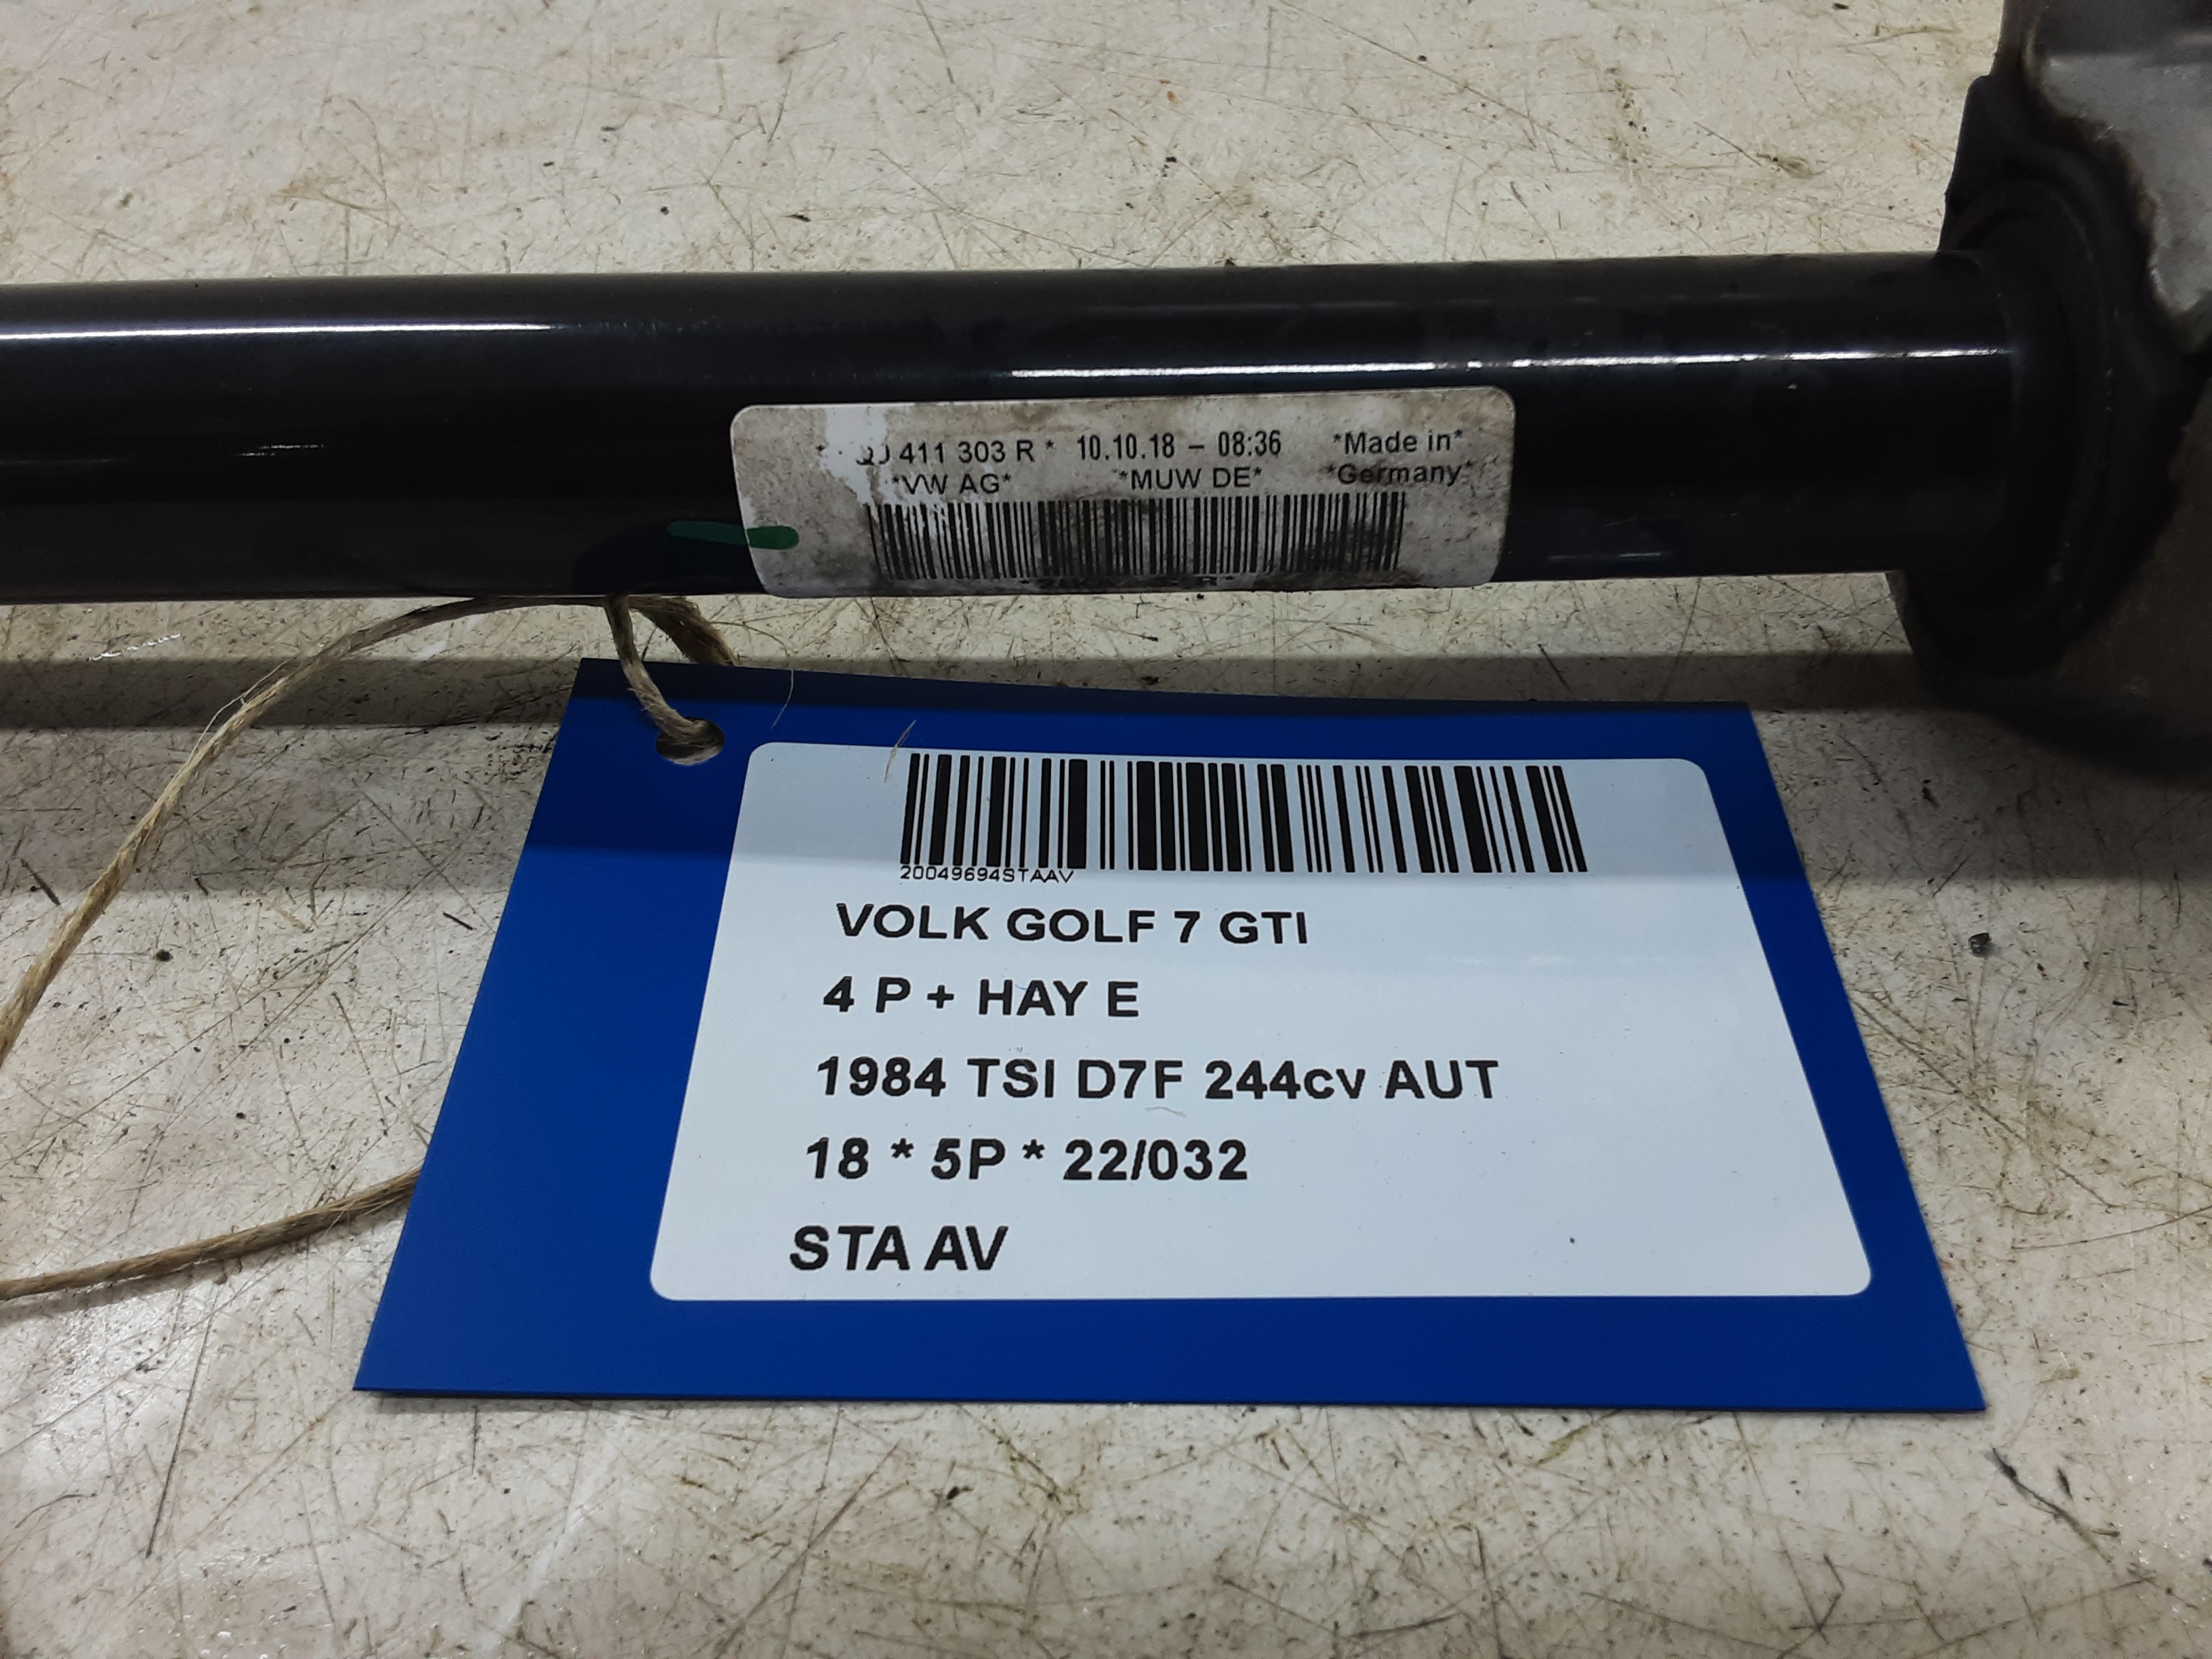 411 303 R * 10.10.18 – 08:36 *Made in*
*VW AG* *MUW DE* *Germany*
20049694STAAV
VOLK GOLF 7 GTI
4 P + HAY E
1984 TSI D7F 244cv AUT
18 * 5P * 22/032
STA AV